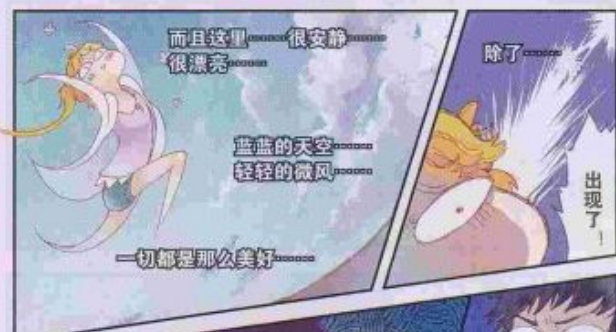 而且这里……很安静……
很漂亮……
蓝蓝的天空……
轻轻的微风……
一切都是那么美好……
除了……
出现了！